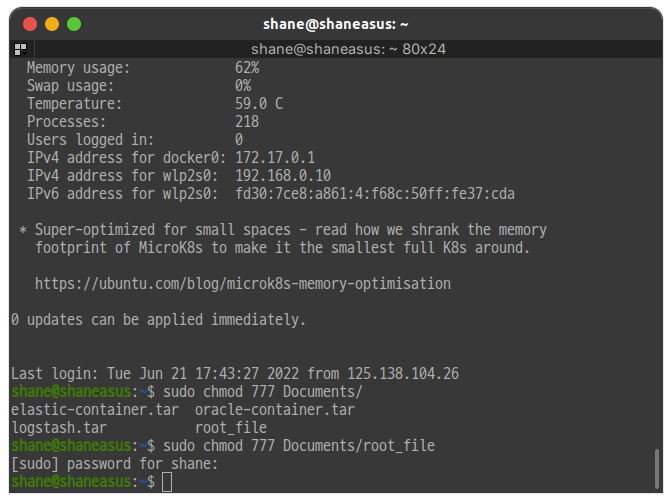 shane@shaneasus: ~
shane@shaneasus: ~ 80x24
Memory usage: 62%
Swap usage: 0%
Temperature: 59.0 C
Processes: 218
Users logged in: 0
IPv4 address for docker0: 172.17.0.1
IPv4 address for wlp2s0: 192.168.0.10
IPv6 address for wlp2s0: fd30:7ce8:a861:4:f68c:50ff:fe37:cda
* Super-optimized for small spaces - read how we shrank the memory
footprint of MicroK8s to make it the smallest full K8s around.
https://ubuntu.com/blog/microk8s-memory-optimisation
0 updates can be applied immediately.
Last login: Tue Jun 21 17:43:27 2022 from 125.138.104.26
shane@shaneasus:~$ sudo chmod 777 Documents/
elastic-container.tar oracle-container.tar
logstash.tar root_file
shane@shaneasus:~$ sudo chmod 777 Documents/root_file
[sudo] password for shane:
shane@shaneasus:~$